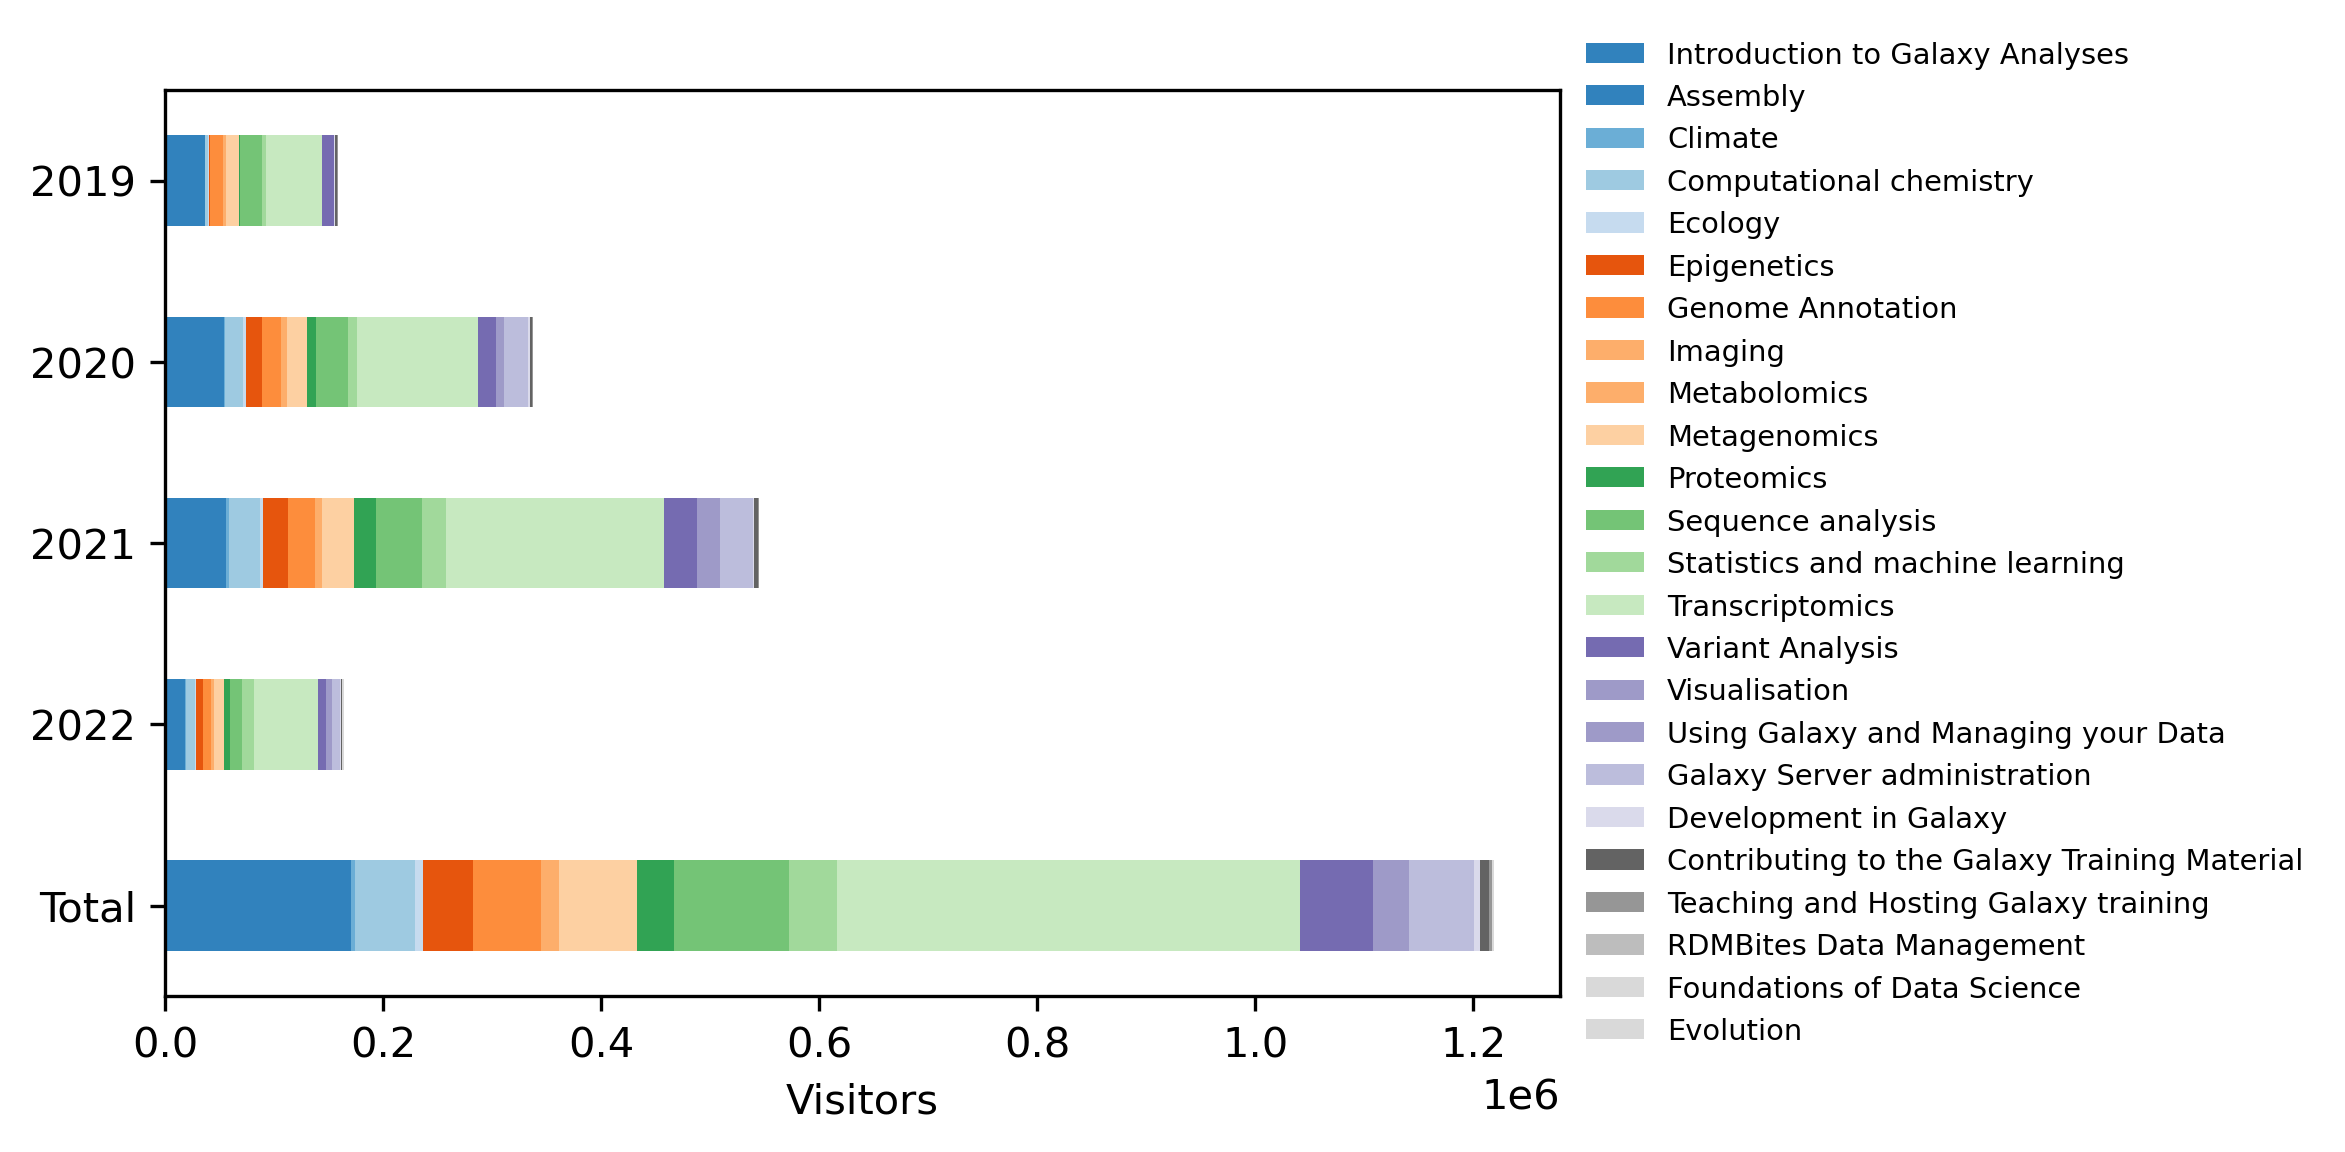 2019
2020
2021
2022
Total
0.0 0.2 0.4 0.6 0.8 1.0 1.2
1e6
Visitors
Introduction to Galaxy Analyses
Assembly
Climate
Computational chemistry
Ecology
Epigenetics
Genome Annotation
Imaging
Metabolomics
Metagenomics
Proteomics
Sequence analysis
Statistics and machine learning
Transcriptomics
Variant Analysis
Visualisation
Using Galaxy and Managing your Data
Galaxy Server administration
Development in Galaxy
Contributing to the Galaxy Training Material
Teaching and Hosting Galaxy training
RDMBites Data Management
Foundations of Data Science
Evolution